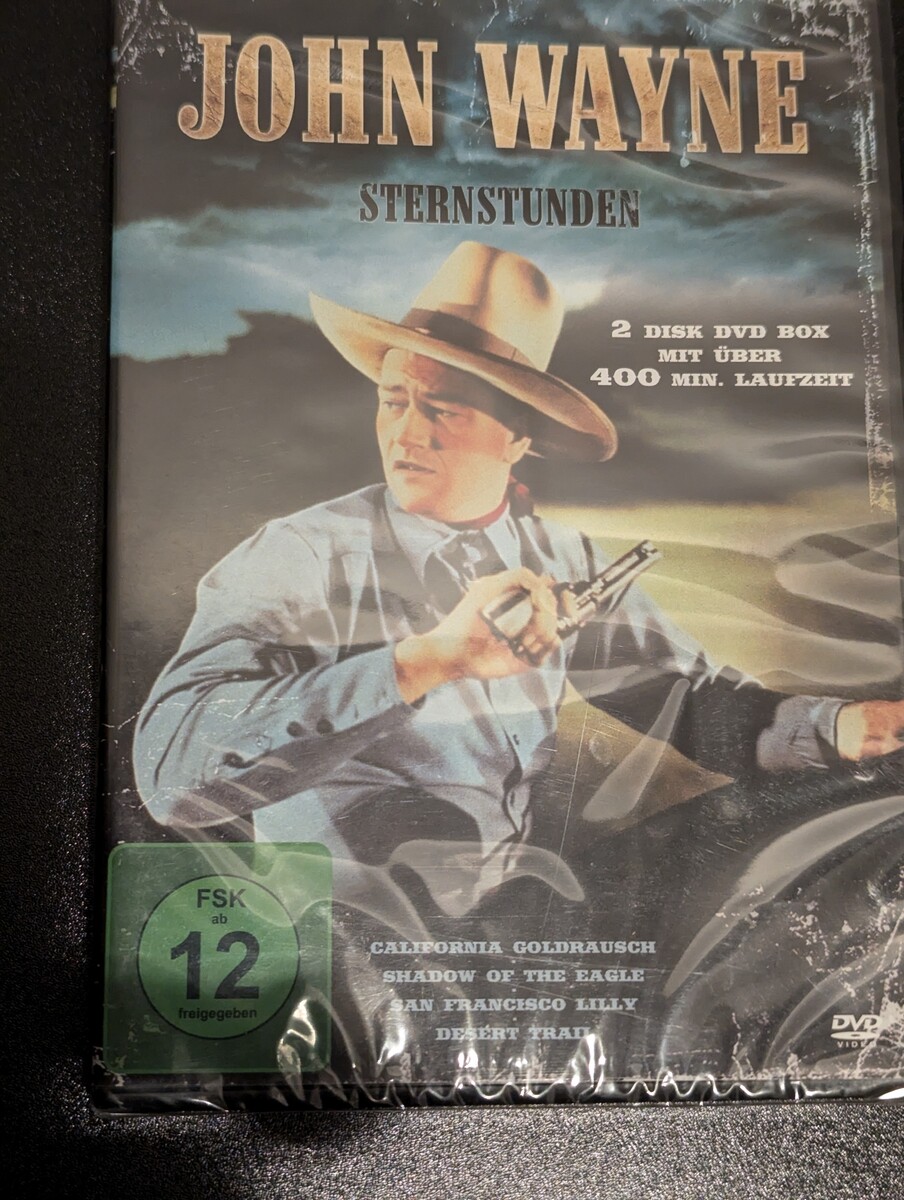 JOHN WAYNE
STERNSTUNDEN
2 DISK DVD BOX
MIT ÜBER
400 MIN. LAUFZEIT
FSK
ab
12
freigegeben
CALIFORNIA GOLDRAUSCH
SHADOW OF THE EAGLE
SAN FRANCISCO LILLY
DESERT TRAIL
DVD
VIDEO